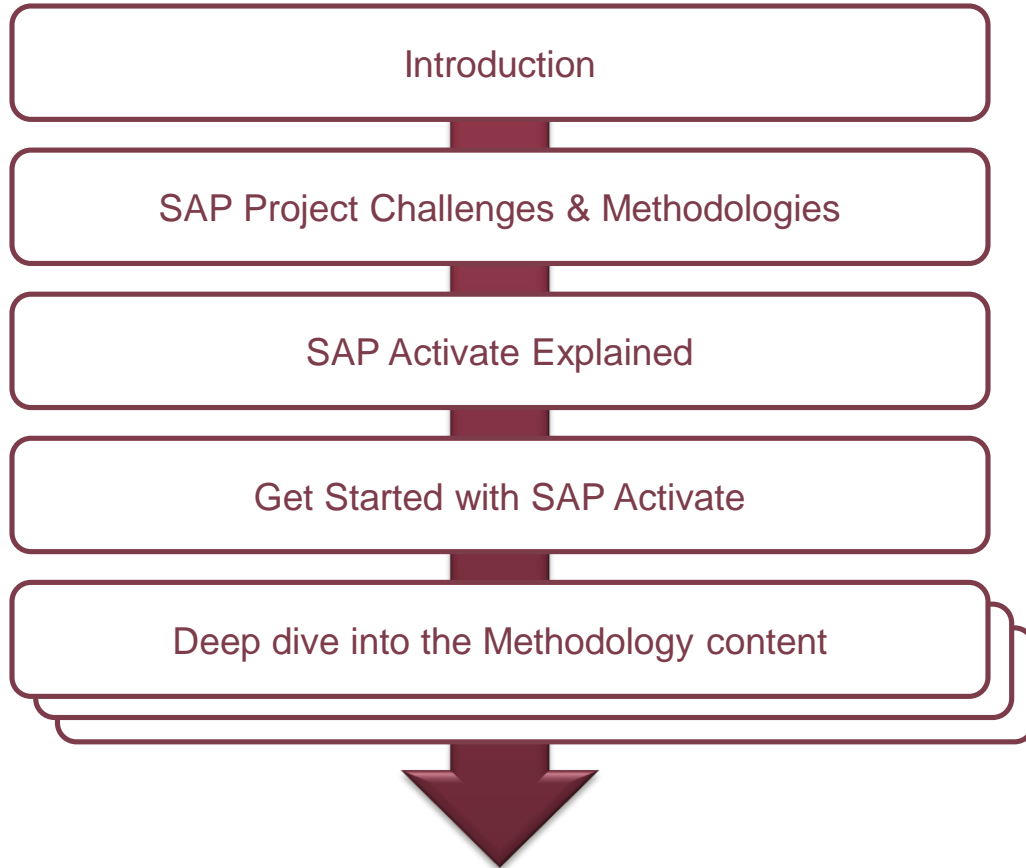 Introduction
SAP Project Challenges & Methodologies
SAP Activate Explained
Get Started with SAP Activate
Deep dive into the Methodology content